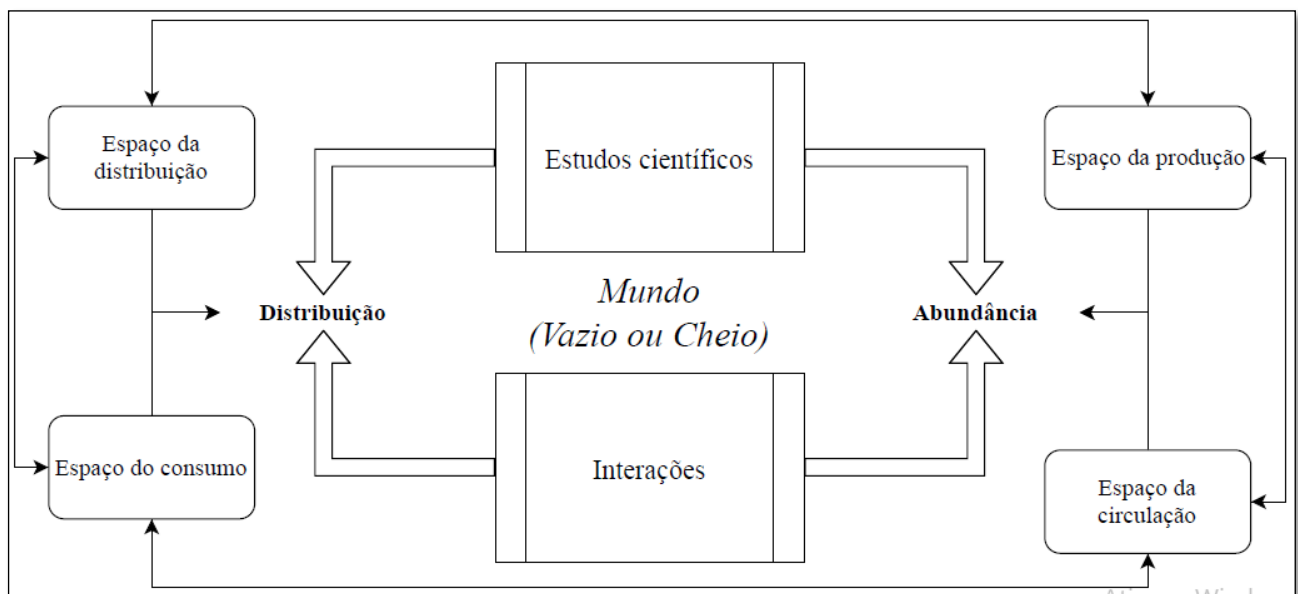 Espaço da
distribuição
Estudos científicos
Espaço da produção
Mundo
(Vazio ou Cheio)
Distribuição
Abundância
Espaço do consumo
Interações
Espaço da
circulação